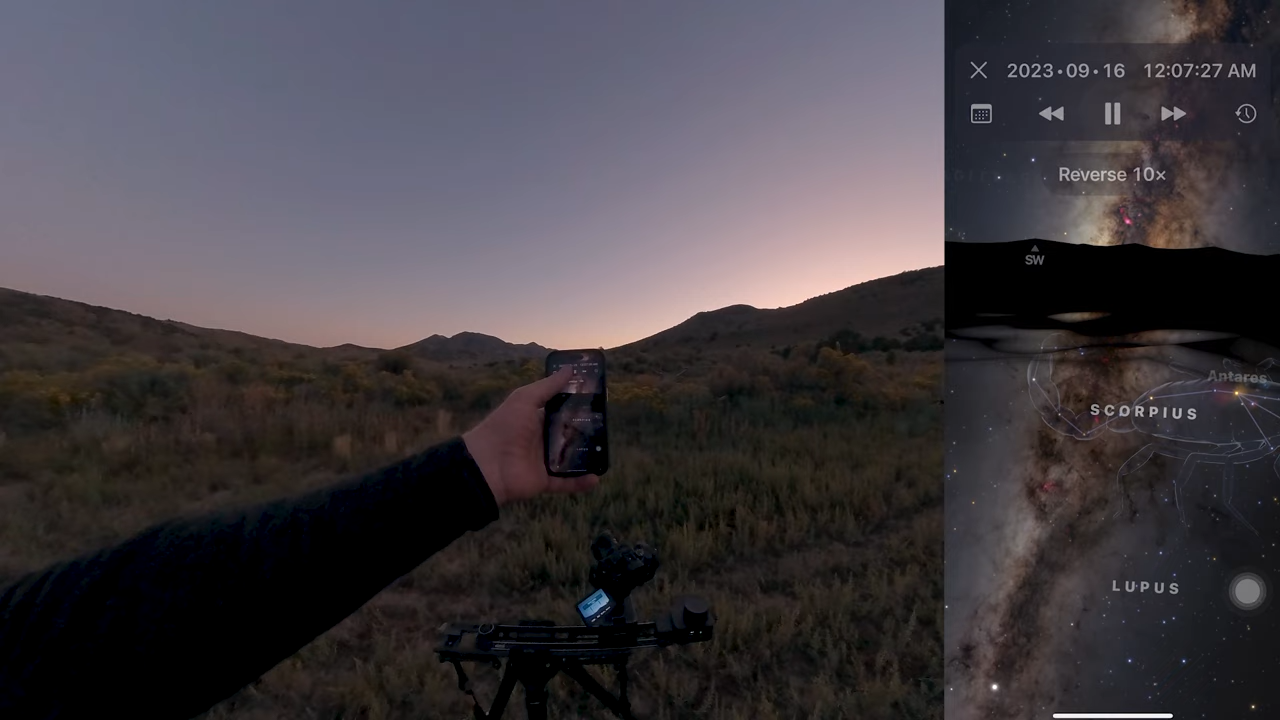 2023•09•16 12:07:27 AM
Reverse 10×
SW
Antares
SCORPIUS
LUPUS